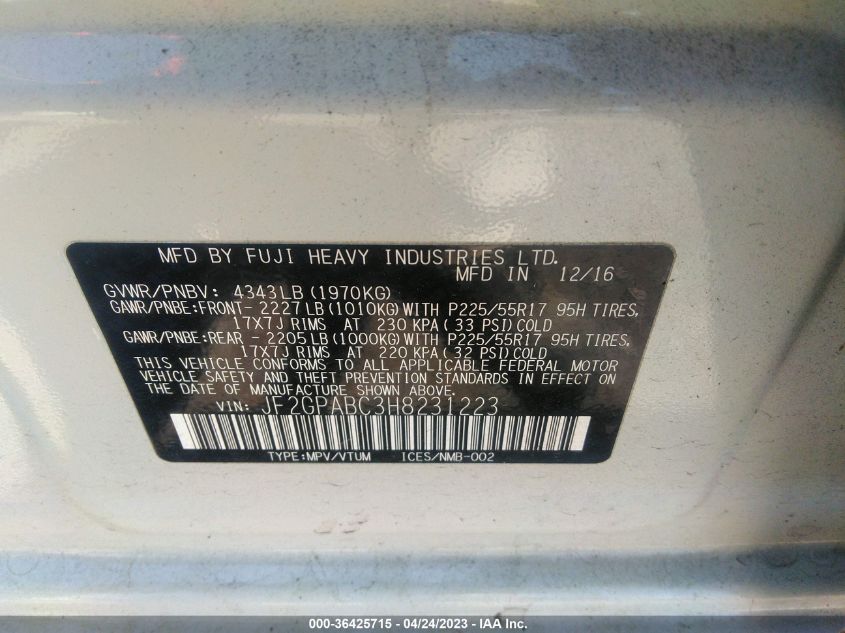 MFD BY FUJI HEAVY INDUSTRIES LTD.
MFD IN 12/16
GVWR/PNBV: 4343LB(1970KG)
GAWR/PNBE:FRONT- 2227LB(1010KG)WITH P225/55R17 95H TIRES,
17X7J RIMS AT 230 KPA(33 PSI)COLD
GAWR/PNBE:REAR - 2205LB(1000KG)WITH P225/55R17 95H TIRES,
17X7J RIMS AT 220 KPA(32 PSI)COLD
THIS VEHICLE CONFORMS TO ALL APPLICABLE FEDERAL MOTOR
VEHICLE SAFETY AND THEFT PREVENTION STANDARDS IN EFFECT ON
THE DATE OF MANUFACTURE SHOWN ABOVE.
VIN: JF2GPABC3H8231223
TYPE:MPV/VTUM ICES/NMB-002
000-36425715 - 04/24/2023 - IAA Inc.